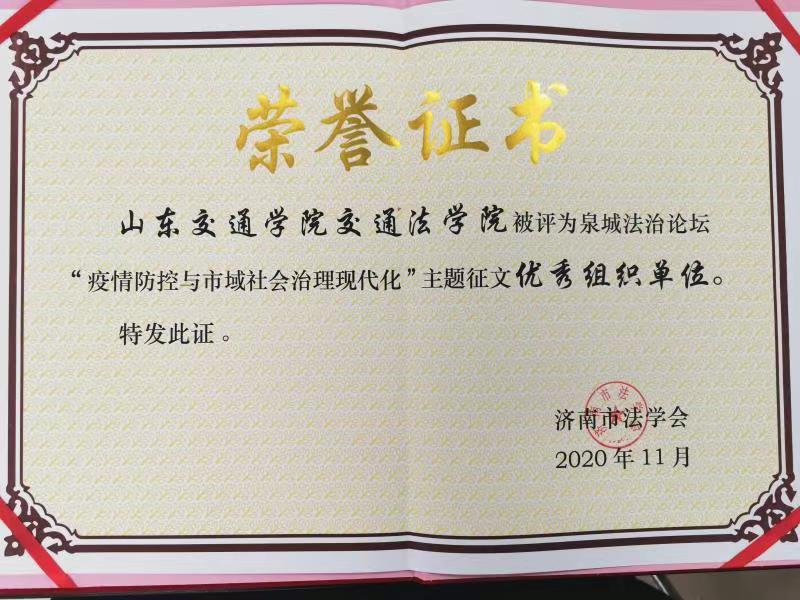 荣誉证书
山东交通学院交通法学院被评为泉城法治论坛
“疫情防控与市域社会治理现代化”主题征文优秀组织单位。
特发此证。
济南市法学会
2020年11月